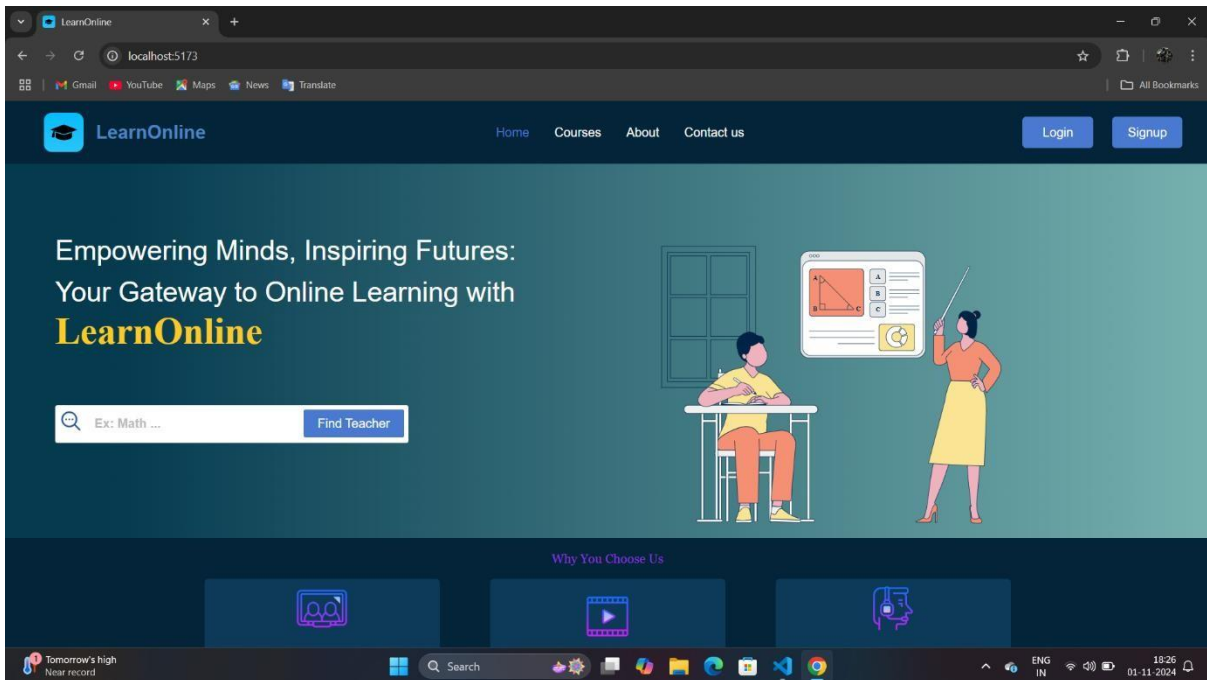 LearnOnline
localhost:5173
Gmail YouTube Maps News Translate All Bookmarks
LearnOnline Home Courses About Contact us Login Signup
Empowering Minds, Inspiring Futures:
Your Gateway to Online Learning with
LearnOnline
Ex: Math ... Find Teacher
A
B C
A
B
C
Why You Choose Us
Tomorrow's high
Near record
1
Search
ENG
IN
18:26
01-11-2024